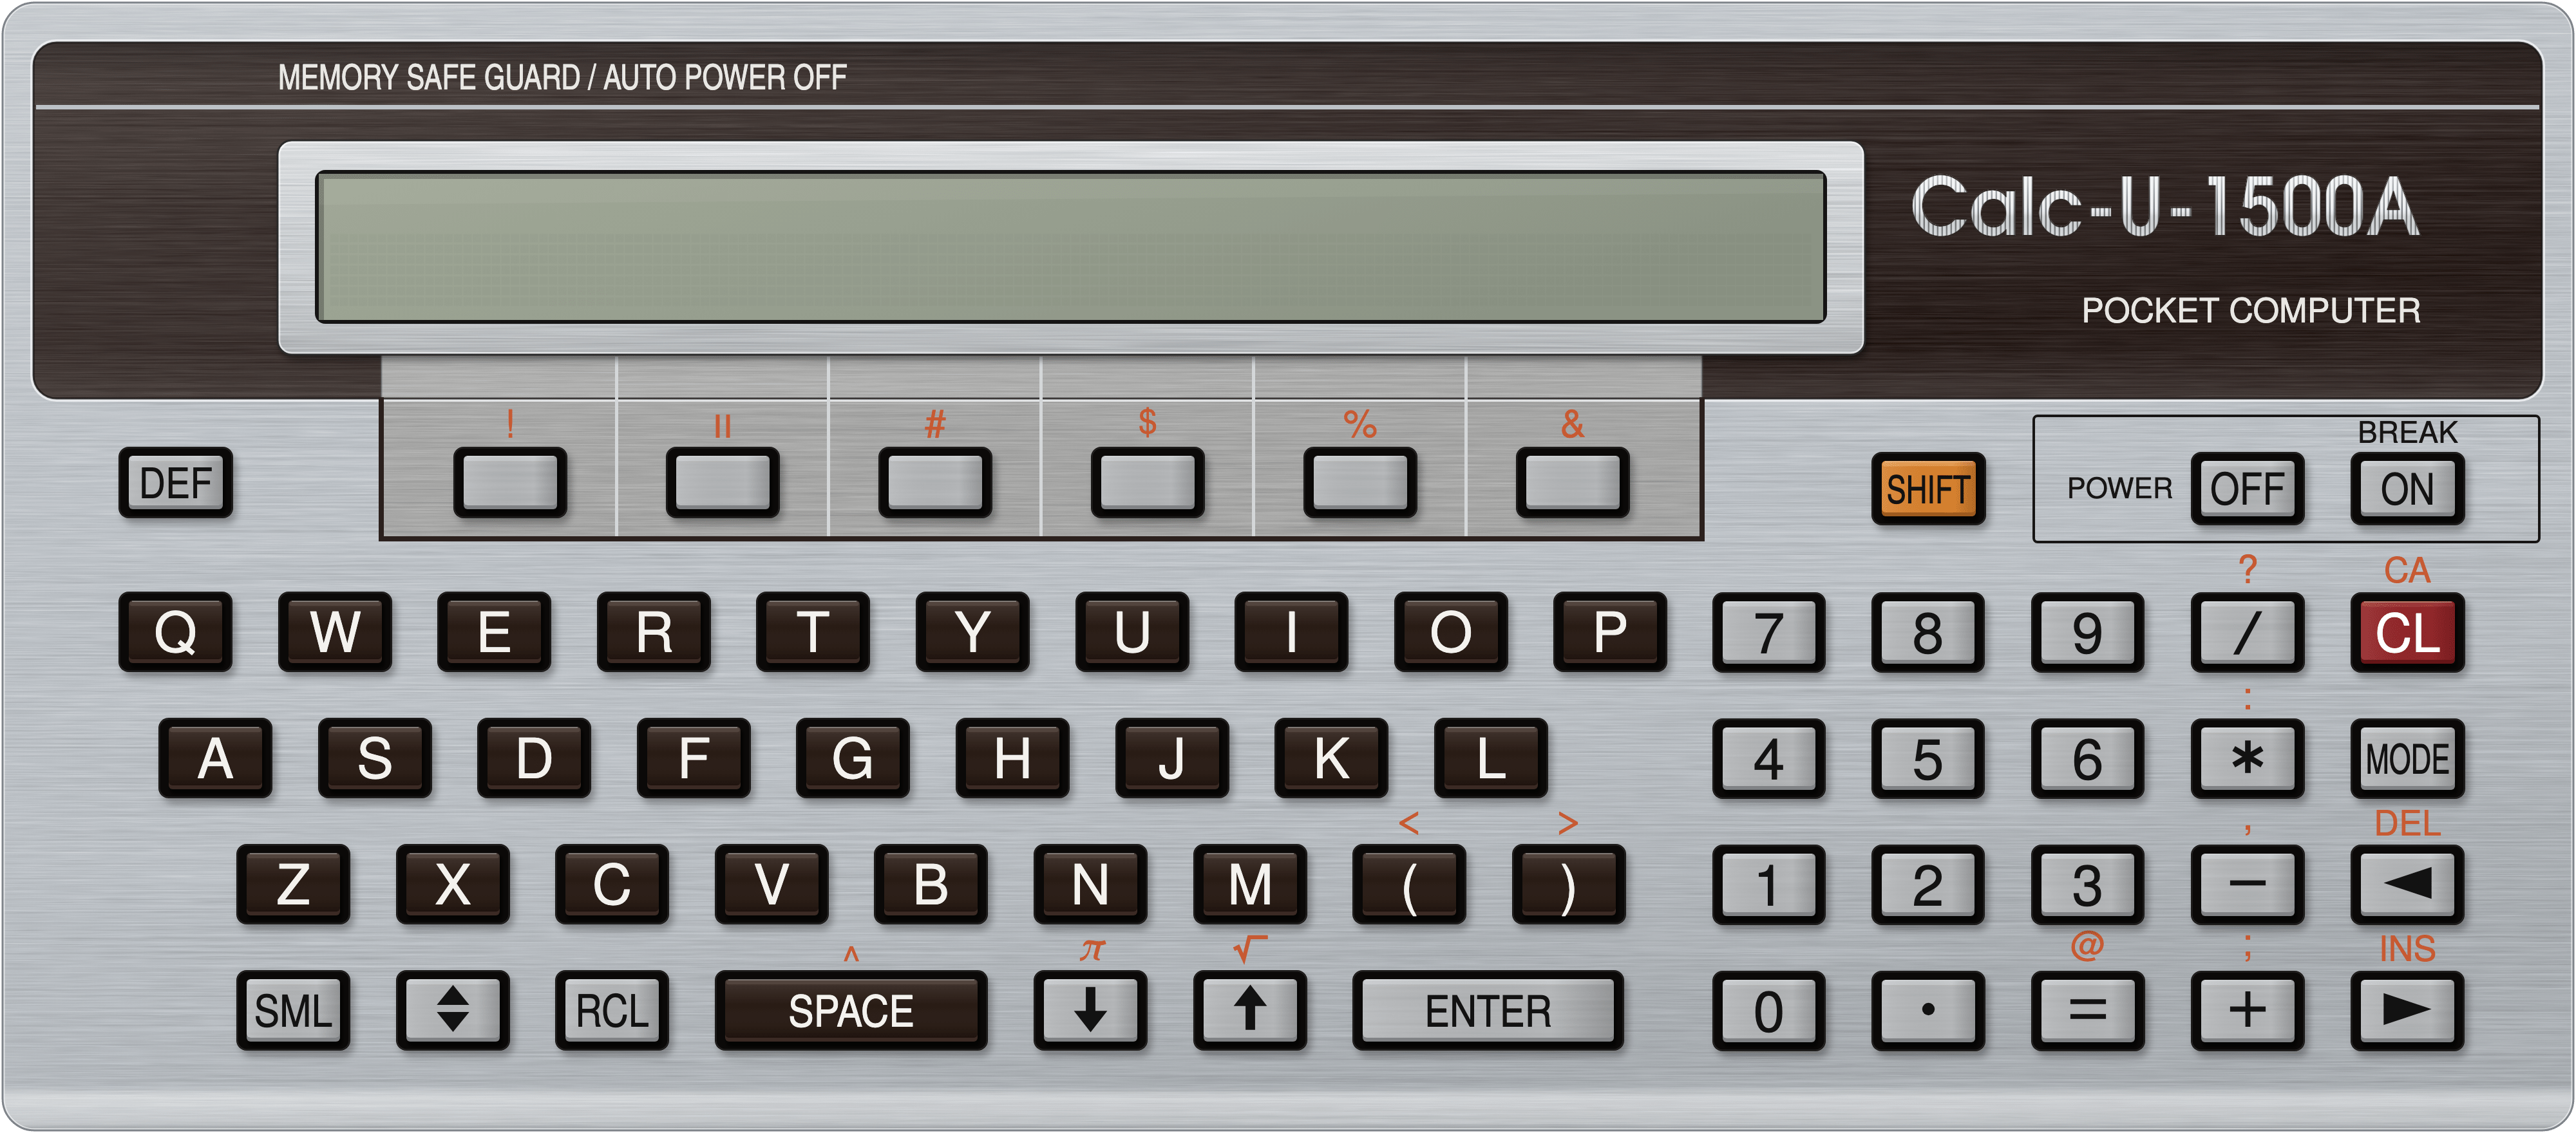 MEMORY SAFE GUARD / AUTO POWER OFF
Calc-U-1500A
POCKET COMPUTER
! " # $ % &
BREAK
DEF SHIFT POWER OFF ON
? CA
Q W E R T Y U I O P 7 8 9 / CL
:
A S D F G H J K L 4 5 6 * MODE
< > , DEL
Z X C V B N M ( ) 1 2 3 − ◀
^ π √ @ ; INS
SML ▲▼ RCL SPACE ↓ ↑ ENTER 0 • = + ▶